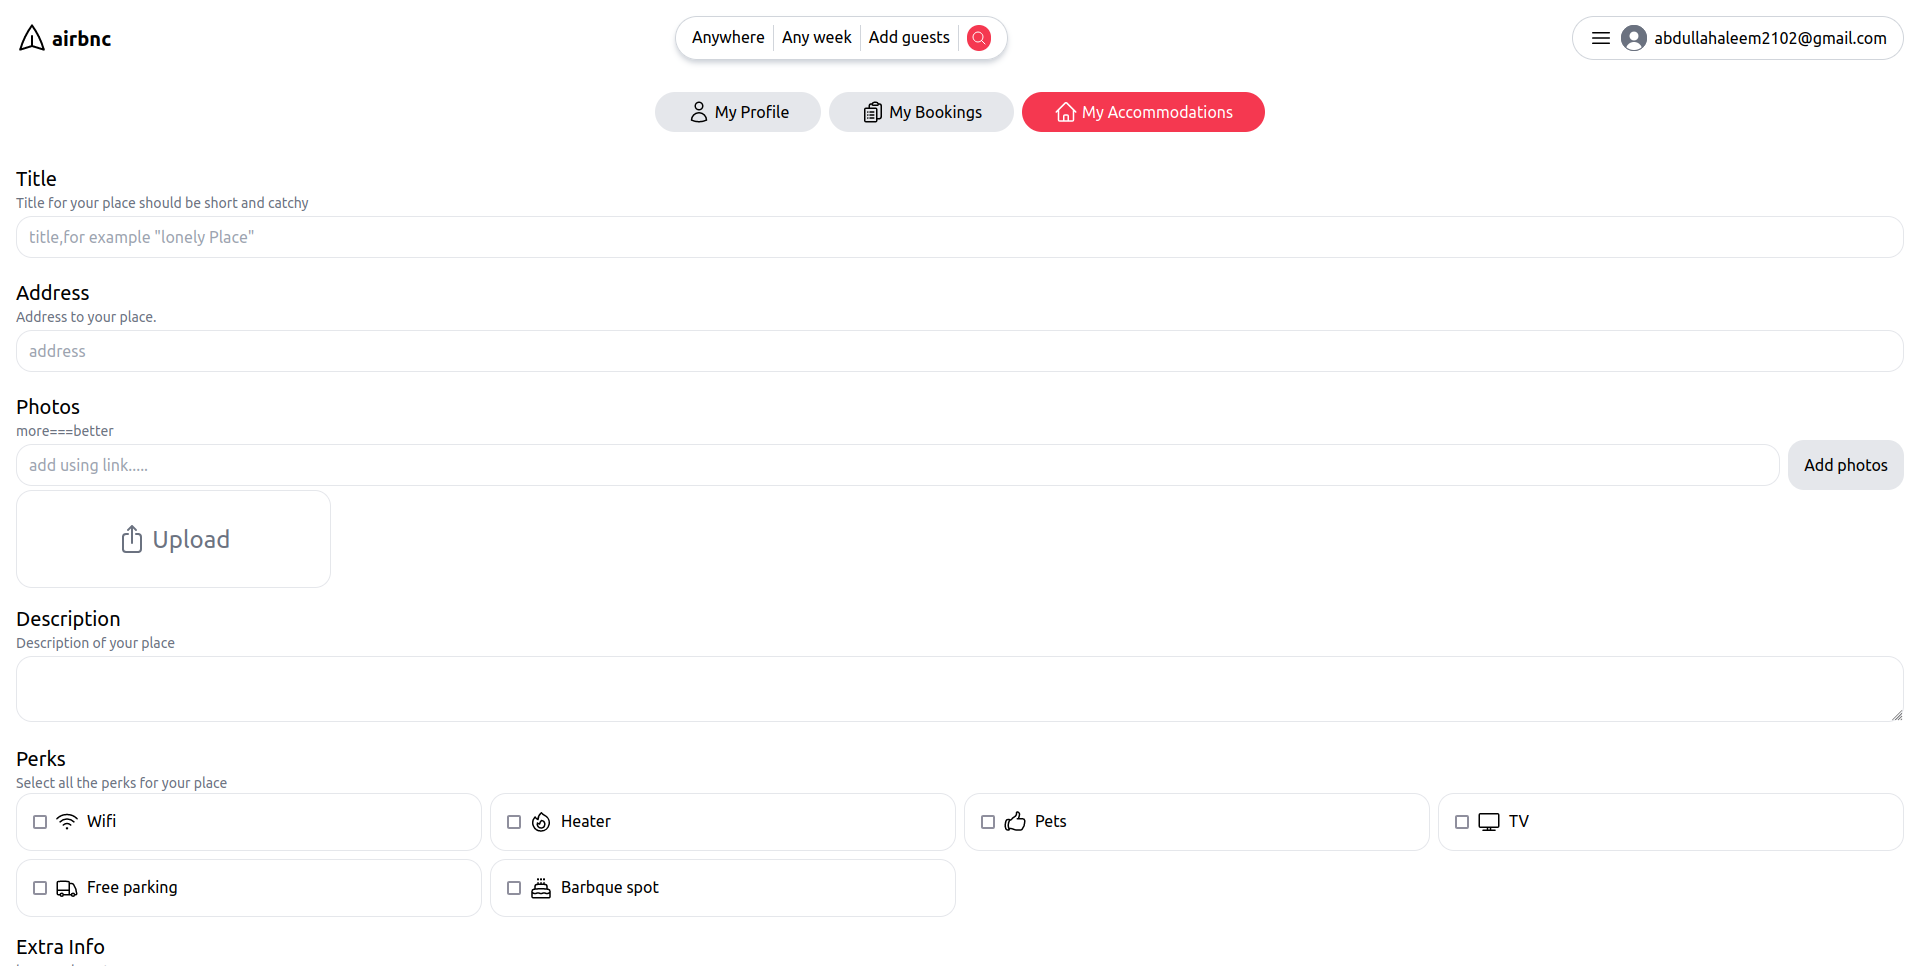 airbnc
Anywhere Any week Add guests
abdullahaleem2102@gmail.com
My Profile My Bookings My Accommodations
Title
Title for your place should be short and catchy
title,for example "lonely Place"
Address
Address to your place.
address
Photos
more===better
add using link.....
Add photos
Upload
Description
Description of your place
Perks
Select all the perks for your place
Wifi Heater Pets TV
Free parking Barbque spot
Extra Info